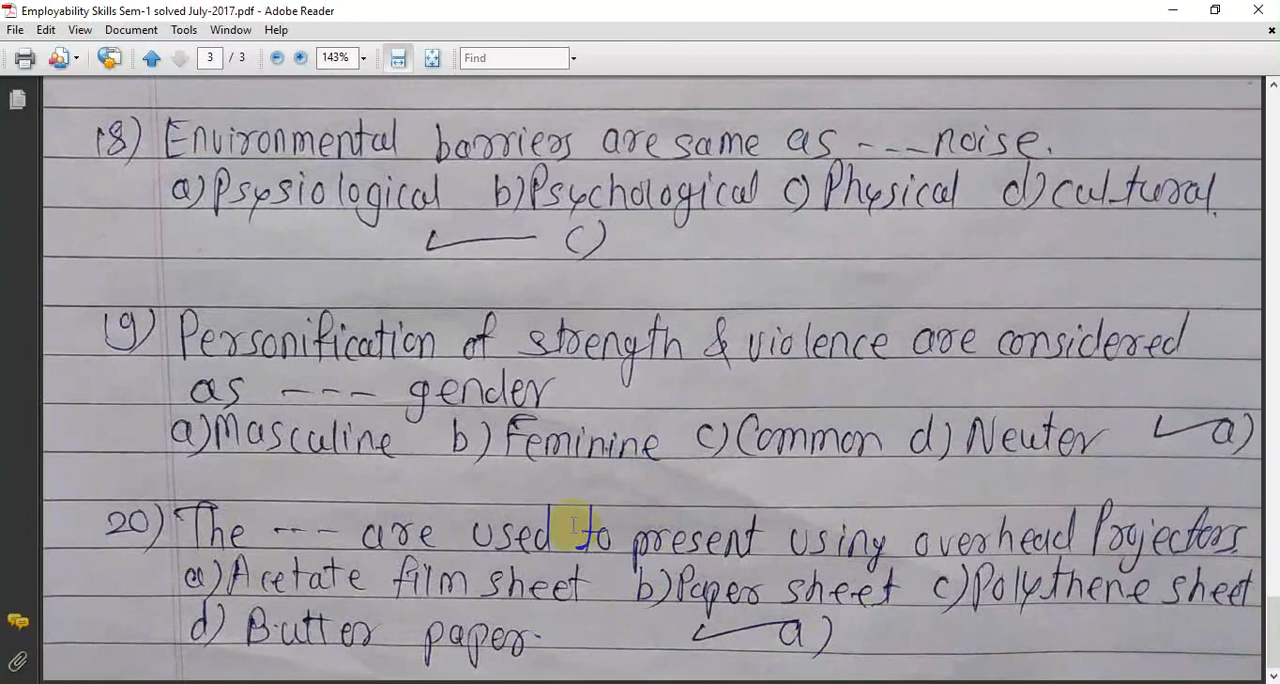 Employability Skills Sem-1 solved July-2017.pdf - Adobe Reader
File Edit View Document Tools Window Help
3 / 3 143% Find
18) Environmental barriers are same as --- noise.
a) Psysiological b) Psychological c) Physical d) cultural.
c)
19) Personification of strength & violence are considered
as --- gender
a) Masculine b) Feminine c) Common d) Neuter a)
20) The --- are used to present using overhead Projectors
a) Acetate film sheet b) Paper sheet c) Polythene sheet
d) Butter paper.
a)